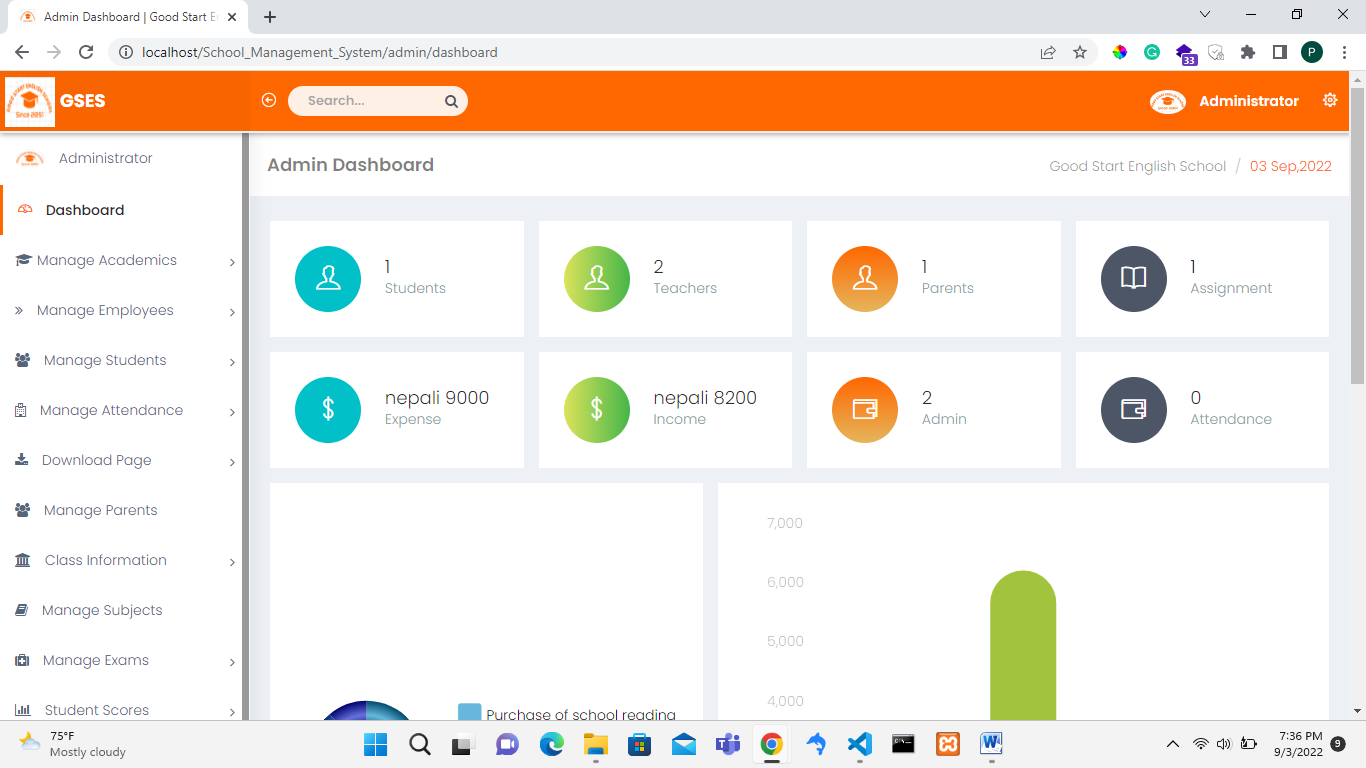 Admin Dashboard | Good Start E
localhost/School_Management_System/admin/dashboard
33
P
Since 2051
GSES
Search...
Administrator
Administrator
Dashboard
Manage Academics
Manage Employees
Manage Students
Manage Attendance
Download Page
Manage Parents
Class Information
Manage Subjects
Manage Exams
Student Scores
Admin Dashboard
Good Start English School / 03 Sep,2022
1
Students
2
Teachers
1
Parents
1
Assignment
nepali 9000
Expense
nepali 8200
Income
2
Admin
0
Attendance
Purchase of school reading
7,000
6,000
5,000
4,000
75°F
Mostly cloudy
7:36 PM
9/3/2022
9